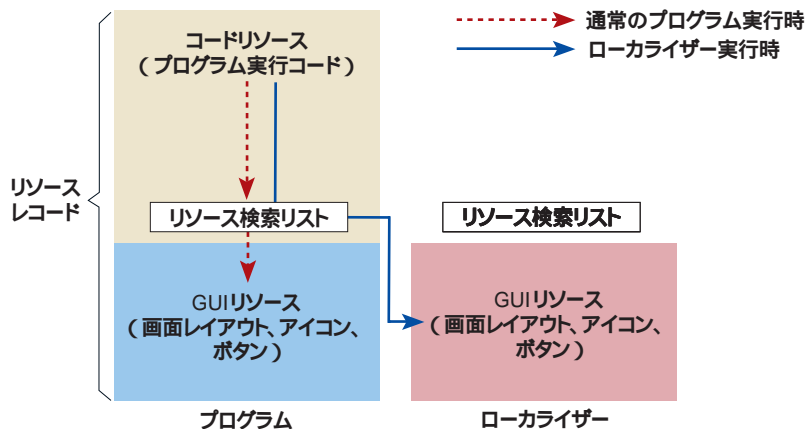 通常のプログラム実行時
ローカライザー実行時
コードリソース
(プログラム実行コード)
リソース
レコード
リソース検索リスト
リソース検索リスト
GUIリソース
(画面レイアウト、アイコン、
ボタン)
GUIリソース
(画面レイアウト、アイコン、
ボタン)
プログラム
ローカライザー